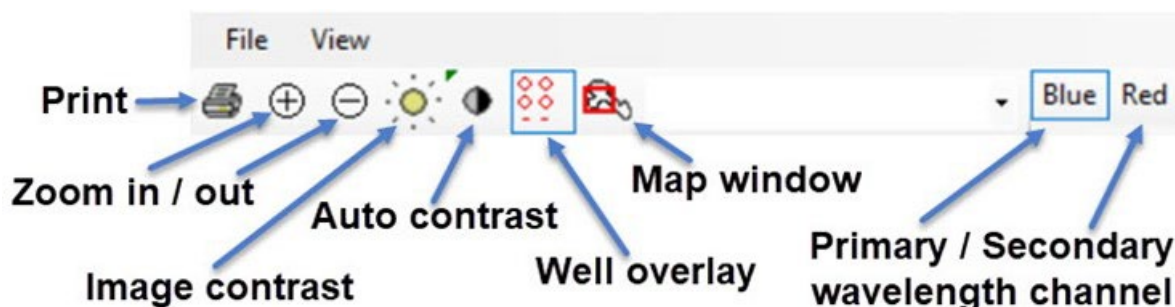 File View
Print
Blue Red
Zoom in / out
Auto contrast
Image contrast
Well overlay
Map window
Primary / Secondary
wavelength channel